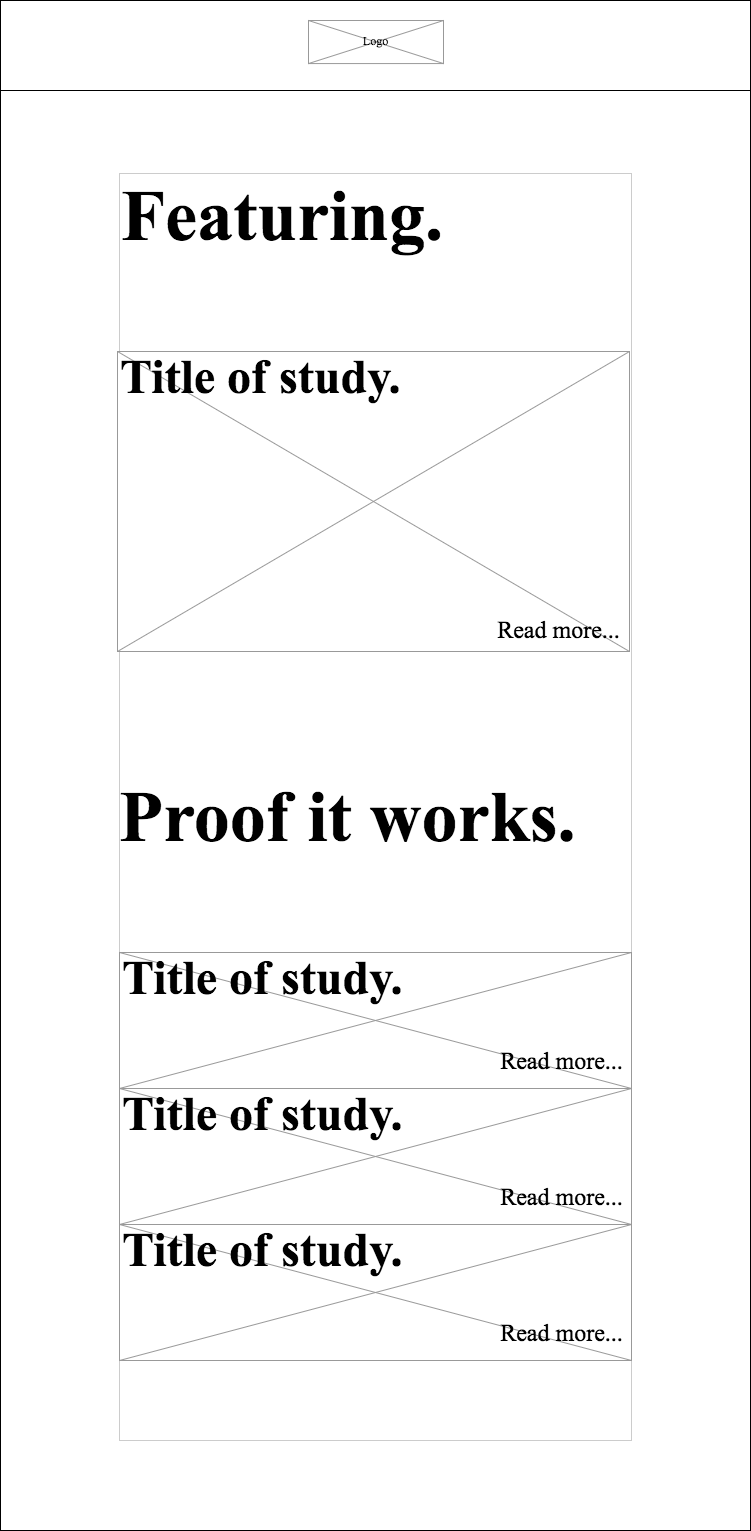 Logo
Featuring.
Title of study.
Read more...
Proof it works.
Title of study.
Read more...
Title of study.
Read more...
Title of study.
Read more...